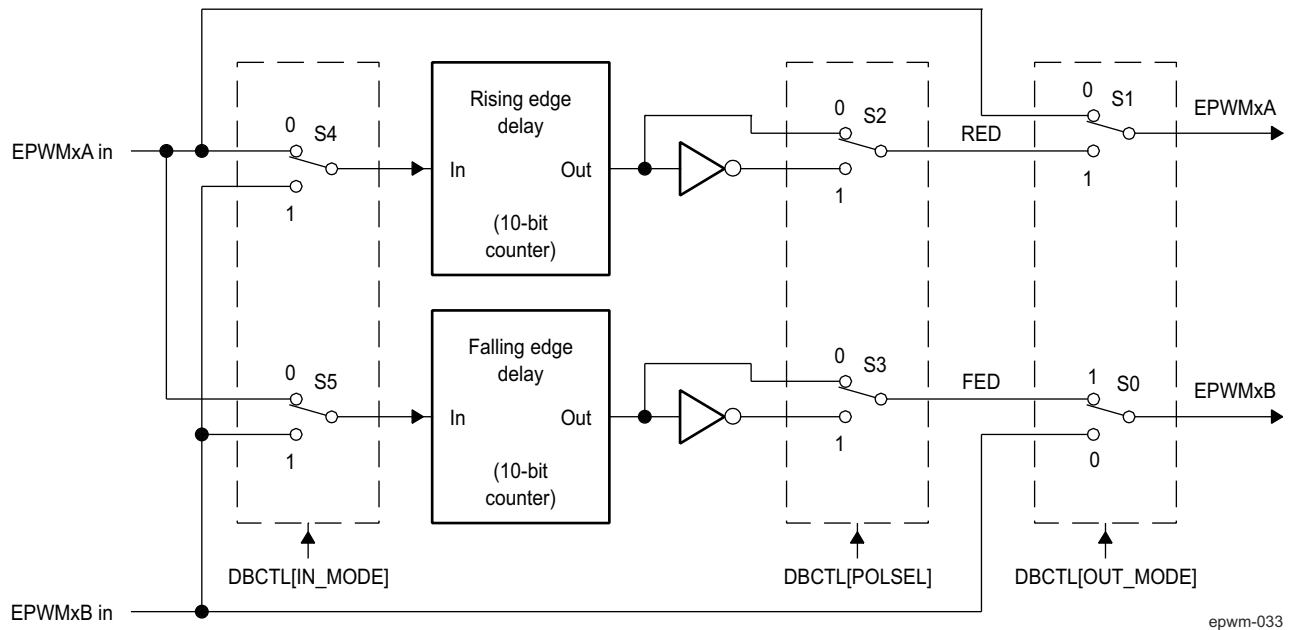 0
S4
1
EPWMxA in
Rising edge
delay
In
Out
(10-bit
counter)
0
S2
1
RED
0
S1
1
EPWMxA
0
S5
1
Falling edge
delay
In
Out
(10-bit
counter)
0
S3
1
FED
1
S0
0
EPWMxB
DBCTL[IN_MODE]
DBCTL[POLSEL]
DBCTL[OUT_MODE]
EPWMxB in
epwm-033